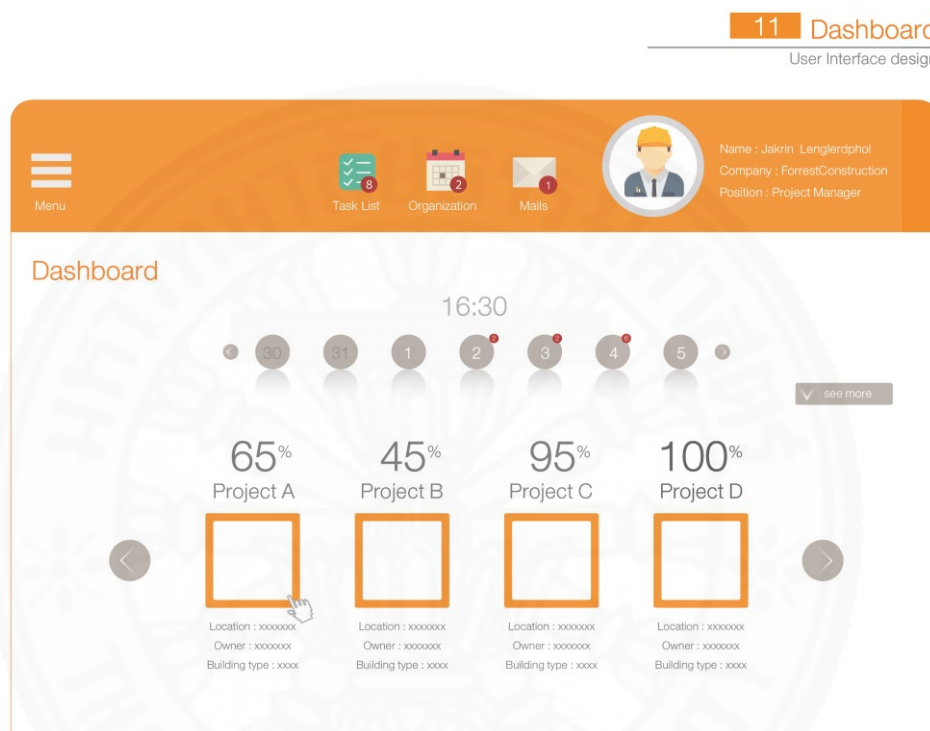 11 Dashboard
User Interface design
Name : Jakrin Lenglerdphol
Company : ForrestConstruction
Position : Project Manager
8 2 1
Menu Task List Organization Mails
Dashboard
16:30
2 2 6
30 31 1 2 3 4 5
see more
65% 45% 95% 100%
Project A Project B Project C Project D
Location : xxxxxxx Location : xxxxxxx Location : xxxxxxx Location : xxxxxxx
Owner : xxxxxxx Owner : xxxxxxx Owner : xxxxxxx Owner : xxxxxxx
Building type : xxxx Building type : xxxx Building type : xxxx Building type : xxxx